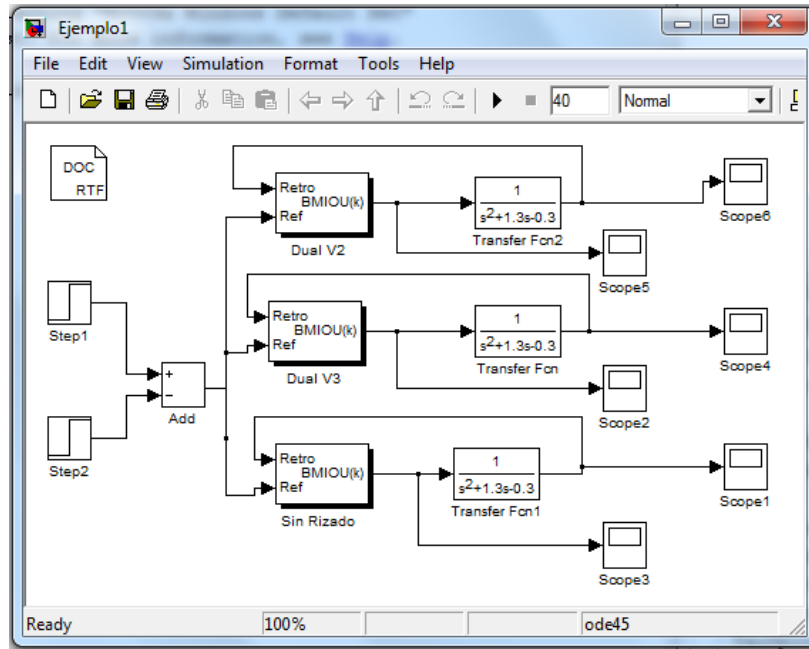 Ejemplo1
File Edit View Simulation Format Tools Help
40 Normal
DOC
RTF
Retro
BMIOU(k)
Ref
Dual V2
1
s²+1.3s-0.3
Transfer Fcn2
Scope6
Scope5
Step1
Retro
BMIOU(k)
Ref
Dual V3
1
s²+1.3s-0.3
Transfer Fcn
Scope4
Scope2
+
−
Add
Step2
Retro
BMIOU(k)
Ref
Sin Rizado
1
s²+1.3s-0.3
Transfer Fcn1
Scope1
Scope3
Ready 100% ode45